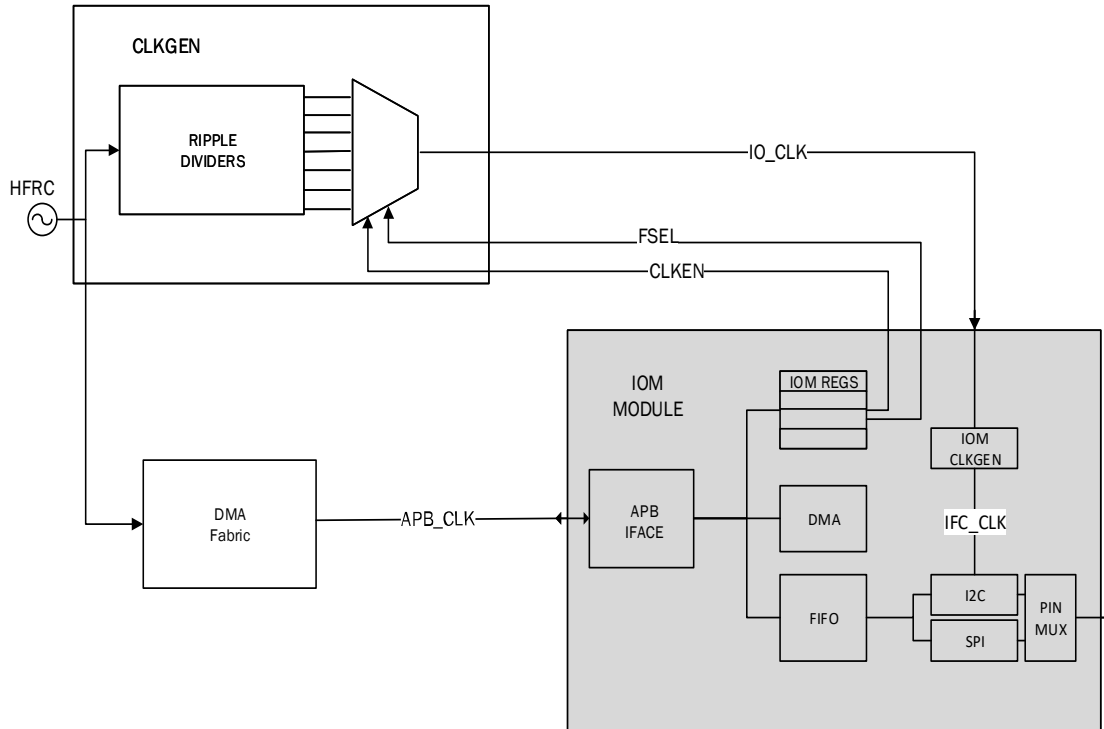 CLKGEN
RIPPLE
DIVIDERS
HFRC
IO_CLK
FSEL
CLKEN
IOM
MODULE
IOM REGS
IOM
CLKGEN
DMA
Fabric
APB_CLK
APB
IFACE
DMA
IFC_CLK
FIFO
I2C
SPI
PIN
MUX